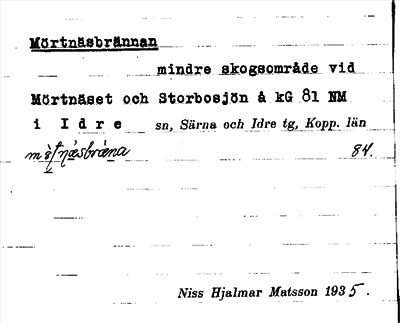 Mörtnäsbrännan
mindre skogsområde vid
Mörtnäset och Storbosjön å kG 81 NM
i Idre sn, Särna och Idre tg, Kopp. län
84.
Niss Hjalmar Matsson 1935.